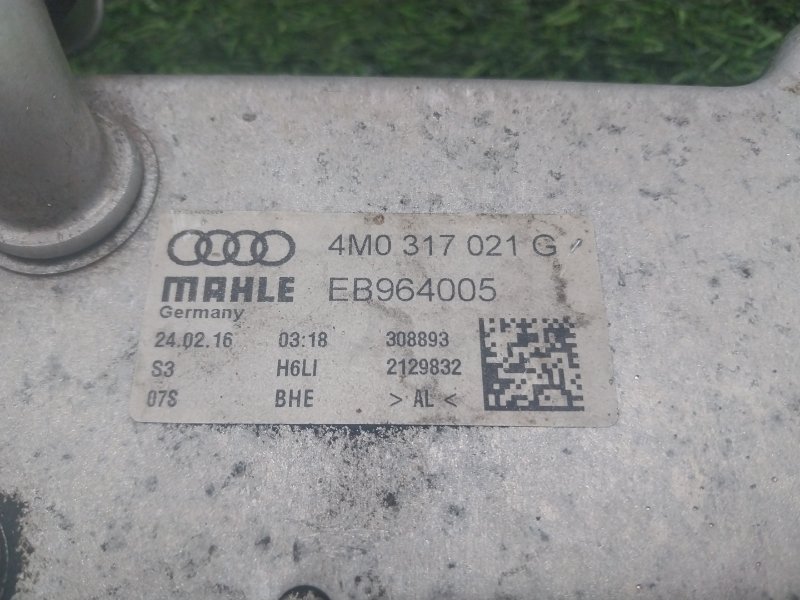 4M0 317 021 G
MAHLE EB964005
Germany
24.02.16 03:18 308893
S3 H6LI 2129832
07S BHE > AL <